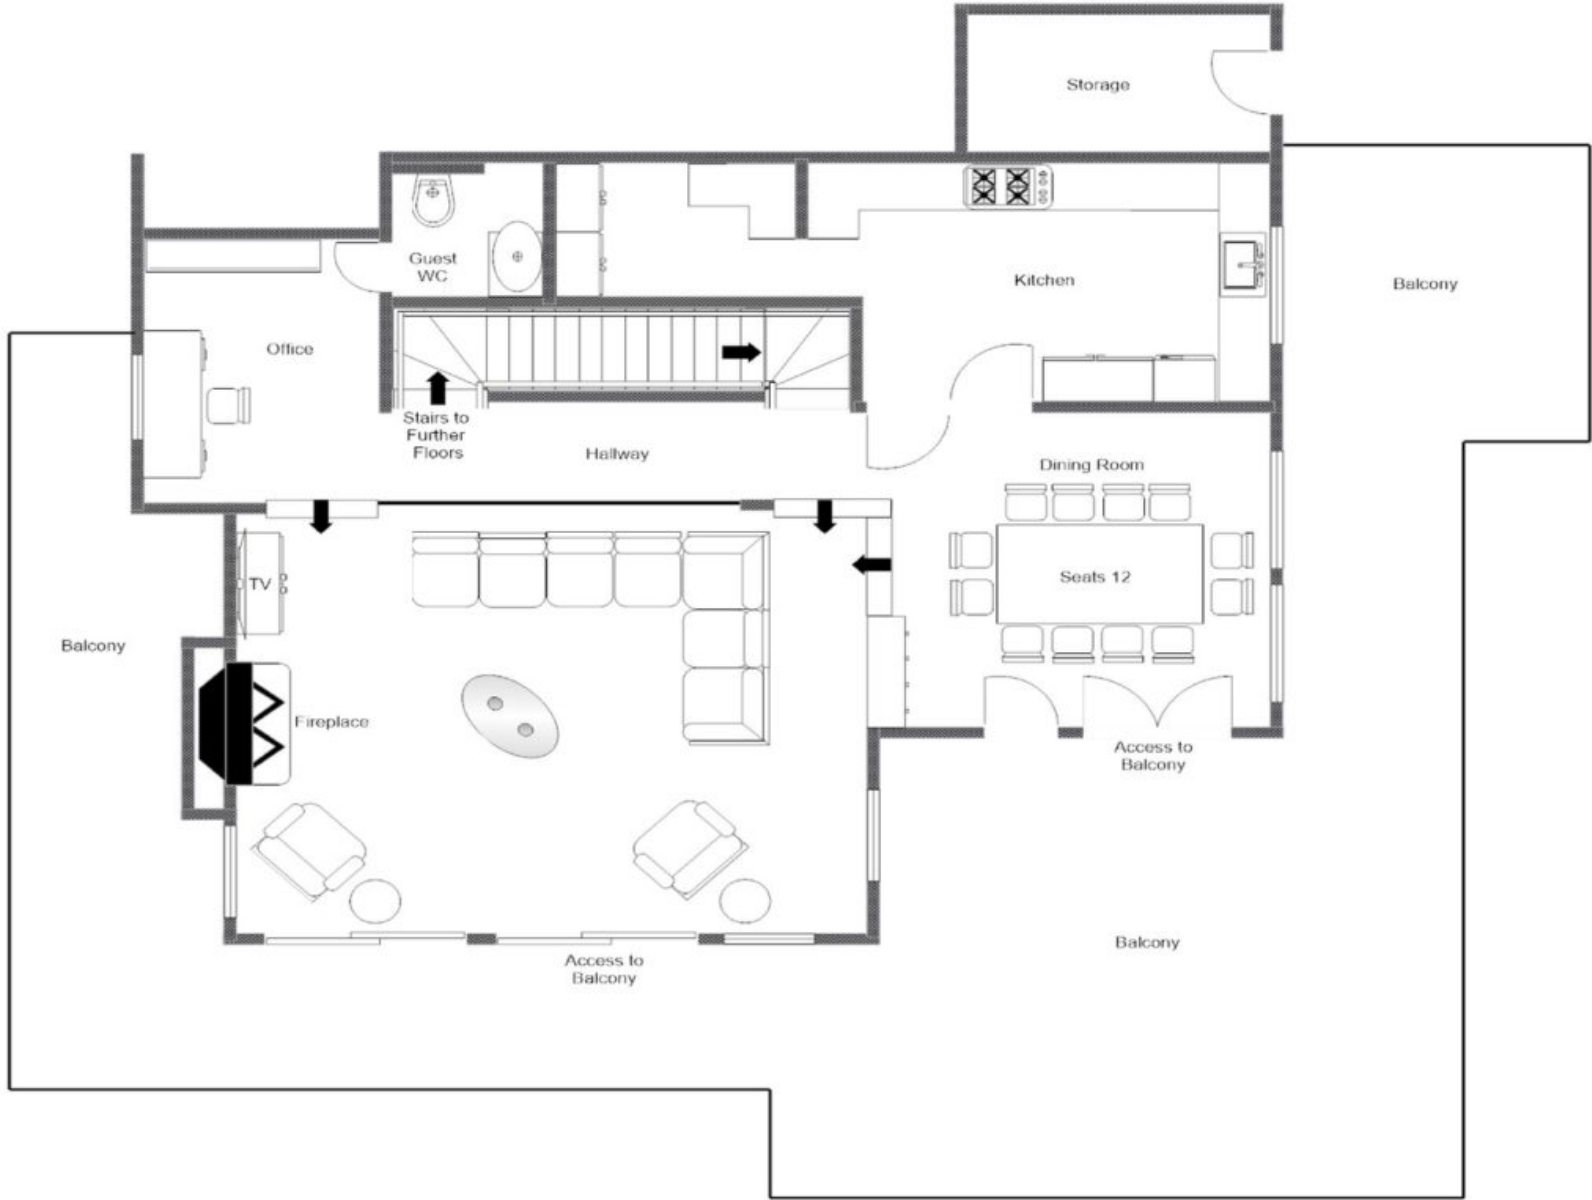 Storage
Guest
WC
Kitchen
Balcony
Office
Stairs to
Further
Floors
Hallway
Dining Room
TV
Seats 12
Balcony
Fireplace
Access to
Balcony
Access to
Balcony
Balcony